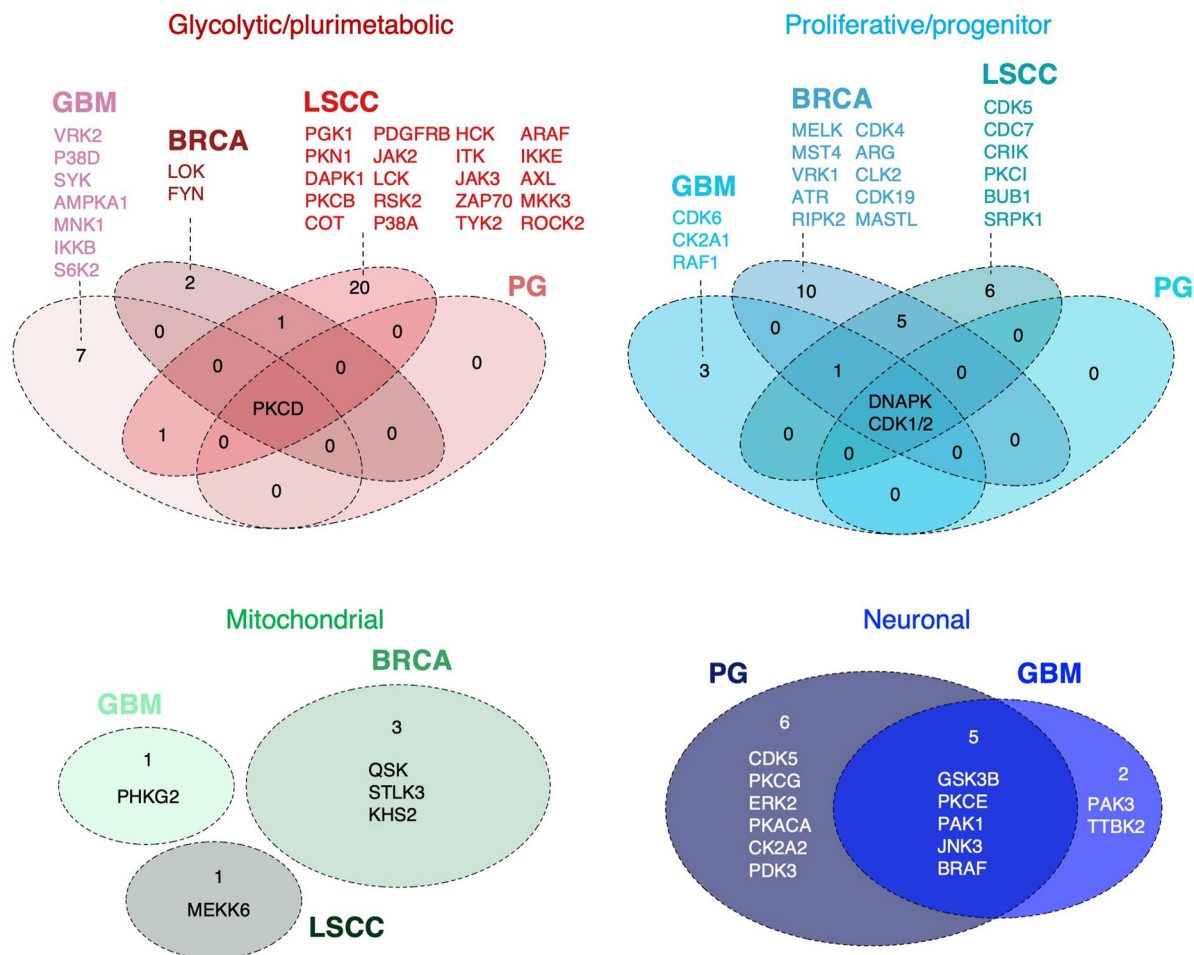 Glycolytic/plurimetabolic
GBM
VRK2
P38D
SYK
AMPKA1
MNK1
IKKB
S6K2
BRCA
LOK
FYN
LSCC
PGK1 PDGFRB HCK ARAF
PKN1 JAK2 ITK IKKE
DAPK1 LCK JAK3 AXL
PKCB RSK2 ZAP70 MKK3
COT P38A TYK2 ROCK2
PG
2
20
0
1
0
7
0
0
0
PKCD
1
0
0
0
0
Proliferative/progenitor
GBM
CDK6
CK2A1
RAF1
BRCA
MELK CDK4
MST4 ARG
VRK1 CLK2
ATR CDK19
RIPK2 MASTL
LSCC
CDK5
CDC7
CRIK
PKCI
BUB1
SRPK1
PG
10
6
0
5
0
3
1
0
0
DNAPK
CDK1/2
0
0
0
0
0
Mitochondrial
GBM
1
PHKG2
BRCA
3
QSK
STLK3
KHS2
1
MEKK6
LSCC
Neuronal
PG
GBM
6
CDK5
PKCG
ERK2
PKACA
CK2A2
PDK3
5
GSK3B
PKCE
PAK1
JNK3
BRAF
2
PAK3
TTBK2